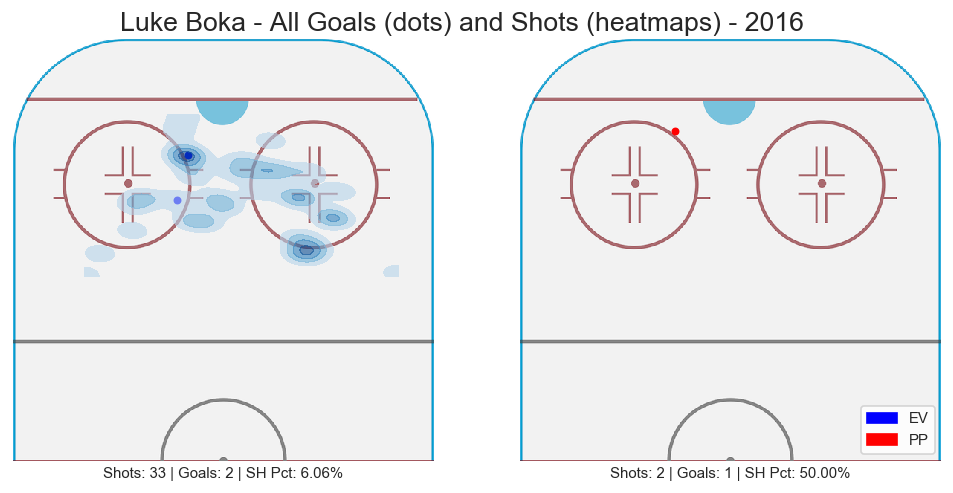 Luke Boka - All Goals (dots) and Shots (heatmaps) - 2016
EV
PP
Shots: 33 | Goals: 2 | SH Pct: 6.06%
Shots: 2 | Goals: 1 | SH Pct: 50.00%